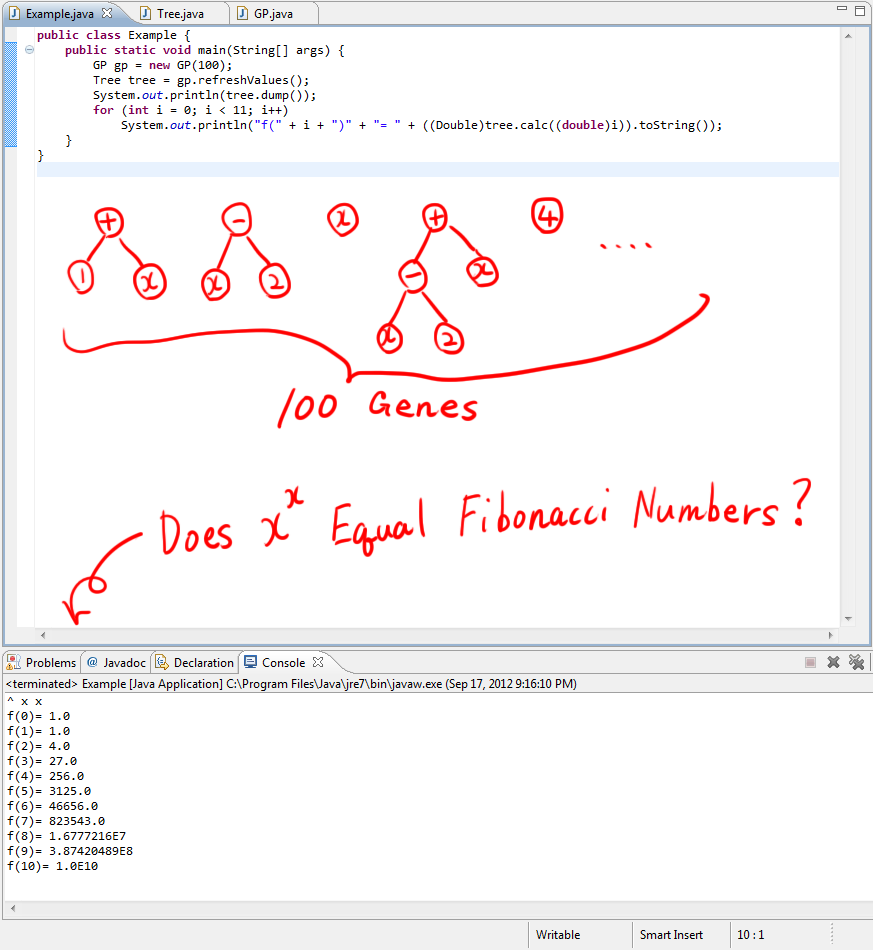 Example.java Tree.java GP.java
public class Example {
public static void main(String[] args) {
GP gp = new GP(100);
Tree tree = gp.refreshValues();
System.out.println(tree.dump());
for (int i = 0; i < 11; i++)
System.out.println("f(" + i + ")" + "= " + ((Double)tree.calc((double)i)).toString());
}
}
+ - x + 4
1 x x 2 - x ....
x 2
100 Genes
Does x^x Equal Fibonacci Numbers?
Problems @ Javadoc Declaration Console
<terminated> Example [Java Application] C:\Program Files\Java\jre7\bin\javaw.exe (Sep 17, 2012 9:16:10 PM)
^ x x
f(0)= 1.0
f(1)= 1.0
f(2)= 4.0
f(3)= 27.0
f(4)= 256.0
f(5)= 3125.0
f(6)= 46656.0
f(7)= 823543.0
f(8)= 1.6777216E7
f(9)= 3.87420489E8
f(10)= 1.0E10
Writable Smart Insert 10 : 1